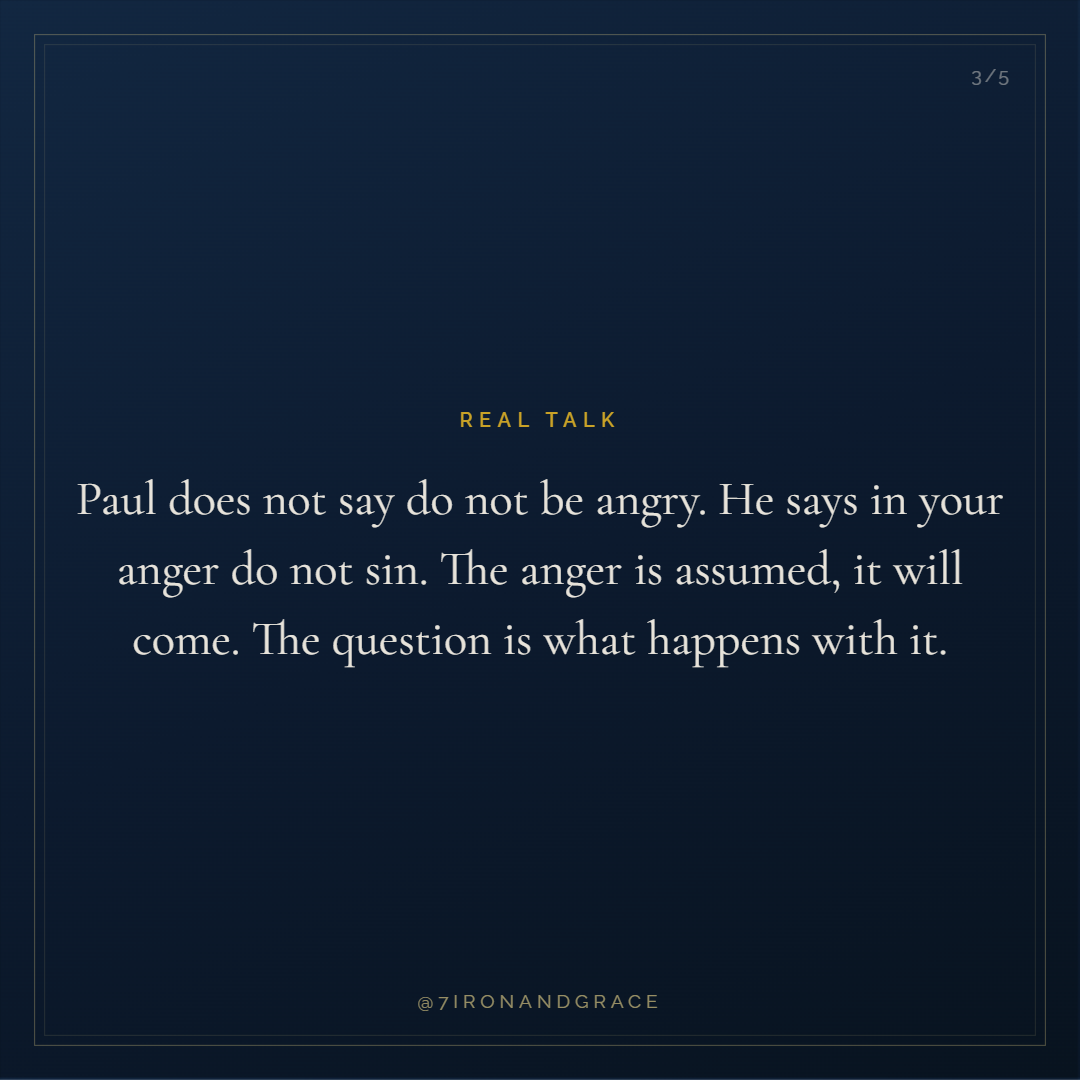 3/5
REAL TALK
Paul does not say do not be angry. He says in your
anger do not sin. The anger is assumed, it will
come. The question is what happens with it.
@7IRONANDGRACE